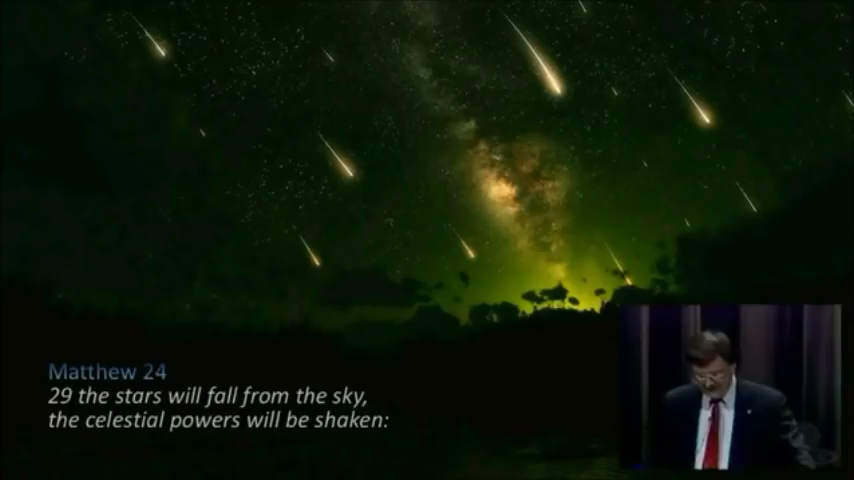 Matthew 24
29 the stars will fall from the sky,
the celestial powers will be shaken: